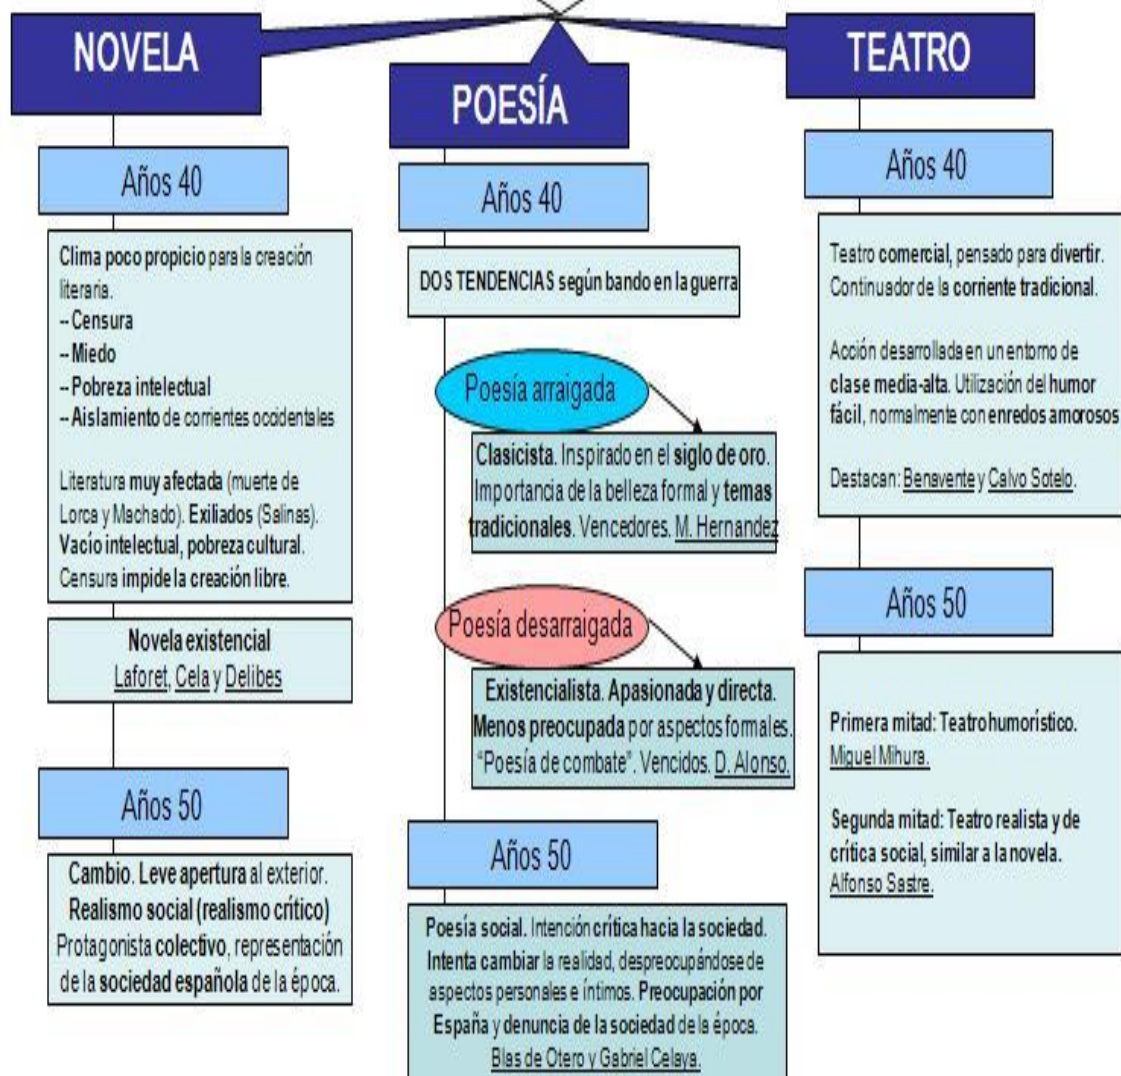 NOVELA
Años 40
Clima poco propicio para la creación
literaria.
-- Censura
-- Miedo
-- Pobreza intelectual
-- Aislamiento de corrientes occidentales
Literatura muy afectada (muerte de
Lorca y Machado). Exiliados (Salinas).
Vacío intelectual, pobreza cultural.
Censura impide la creación libre.
Novela existencial
Laforet, Cela y Delibes
Años 50
Cambio. Leve apertura al exterior.
Realismo social (realismo crítico)
Protagonista colectivo, representación
de la sociedad española de la época.
POESÍA
Años 40
DOS TENDENCIAS según bando en la guerra
Poesía arraigada
Clasicista. Inspirado en el siglo de oro.
Importancia de la belleza formal y temas
tradicionales. Vencedores. M. Hernandez
Poesía desarraigada
Existencialista. Apasionada y directa.
Menos preocupada por aspectos formales.
"Poesía de combate". Vencidos. D. Alonso.
Años 50
Poesía social. Intención crítica hacia la sociedad.
Intenta cambiar la realidad, despreocupándose de
aspectos personales e íntimos. Preocupación por
España y denuncia de la sociedad de la época.
Blas de Otero y Gabriel Celaya.
TEATRO
Años 40
Teatro comercial, pensado para divertir.
Continuador de la corriente tradicional.
Acción desarrollada en un entorno de
clase media-alta. Utilización del humor
fácil, normalmente con enredos amorosos
Destacan: Benavente y Calvo Sotelo.
Años 50
Primera mitad: Teatro humorístico.
Miguel Mihura.
Segunda mitad: Teatro realista y de
crítica social, similar a la novela.
Alfonso Sastre.